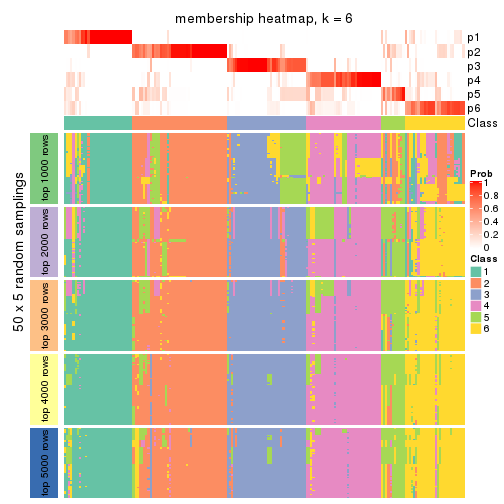 membership heatmap, k = 6
p1
p2
p3
p4
p5
p6
Class
50 x 5 random samplings
top 1000 rows
top 2000 rows
top 3000 rows
top 4000 rows
top 5000 rows
Prob
1
0.8
0.6
0.4
0.2
0
Class
1
2
3
4
5
6